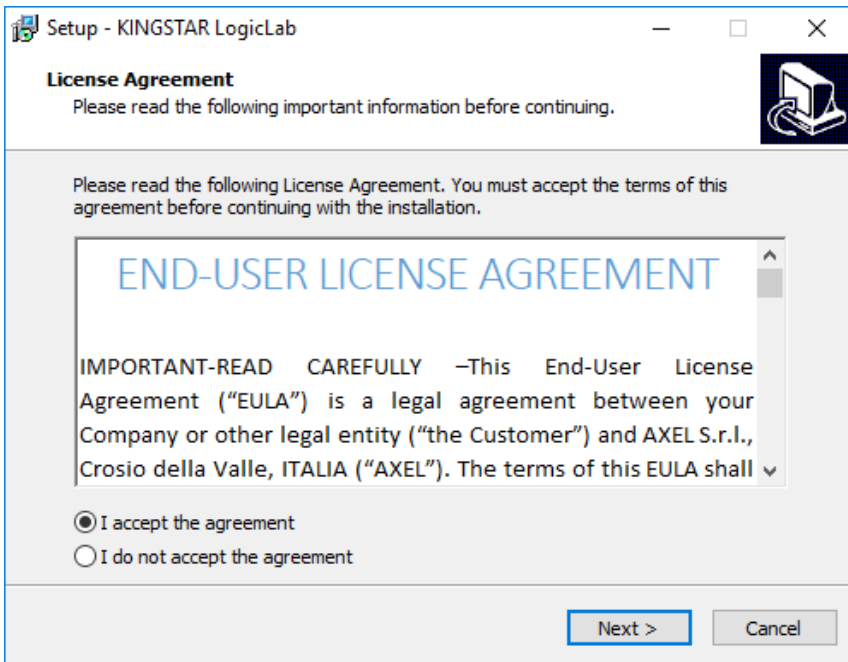 Setup - KINGSTAR LogicLab
License Agreement
Please read the following important information before continuing.
Please read the following License Agreement. You must accept the terms of this
agreement before continuing with the installation.
END-USER LICENSE AGREEMENT
IMPORTANT-READ CAREFULLY –This End-User License
Agreement (“EULA”) is a legal agreement between your
Company or other legal entity (“the Customer”) and AXEL S.r.l.,
Crosio della Valle, ITALIA (“AXEL”). The terms of this EULA shall
I accept the agreement
I do not accept the agreement
Next > Cancel